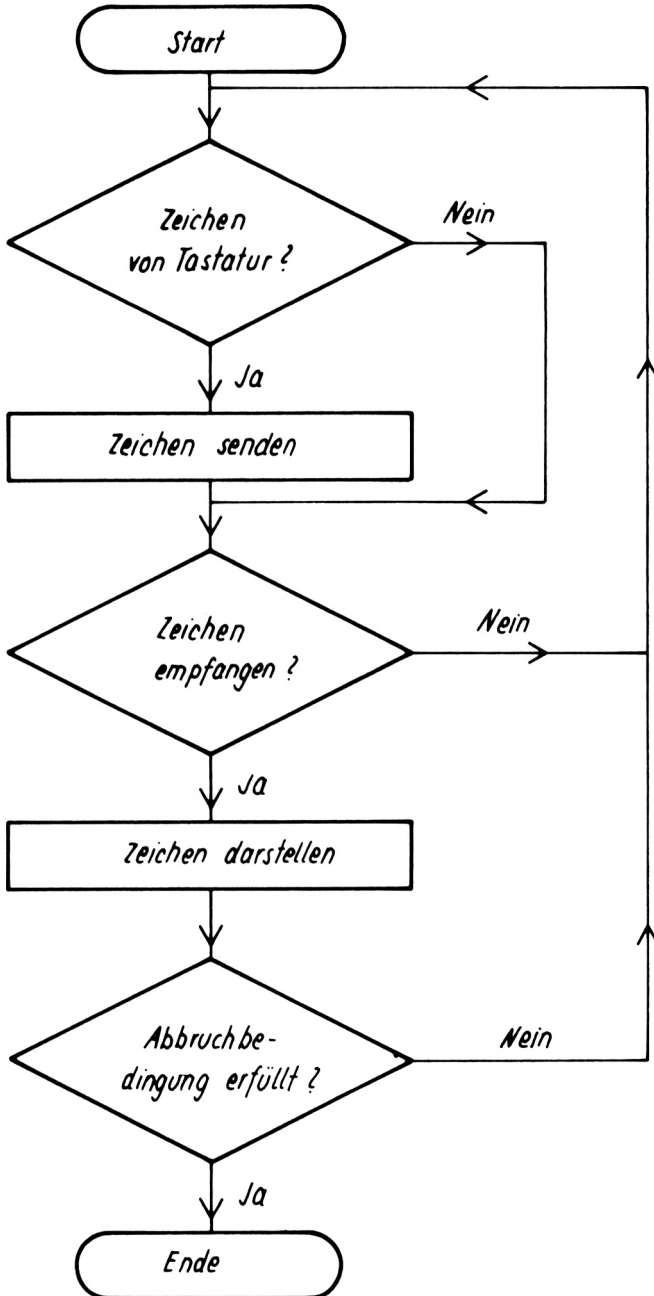 Start
Zeichen
von Tastatur?
Nein
Ja
Zeichen senden
Zeichen
empfangen?
Nein
Ja
Zeichen darstellen
Abbruchbe-
dingung erfüllt?
Nein
Ja
Ende